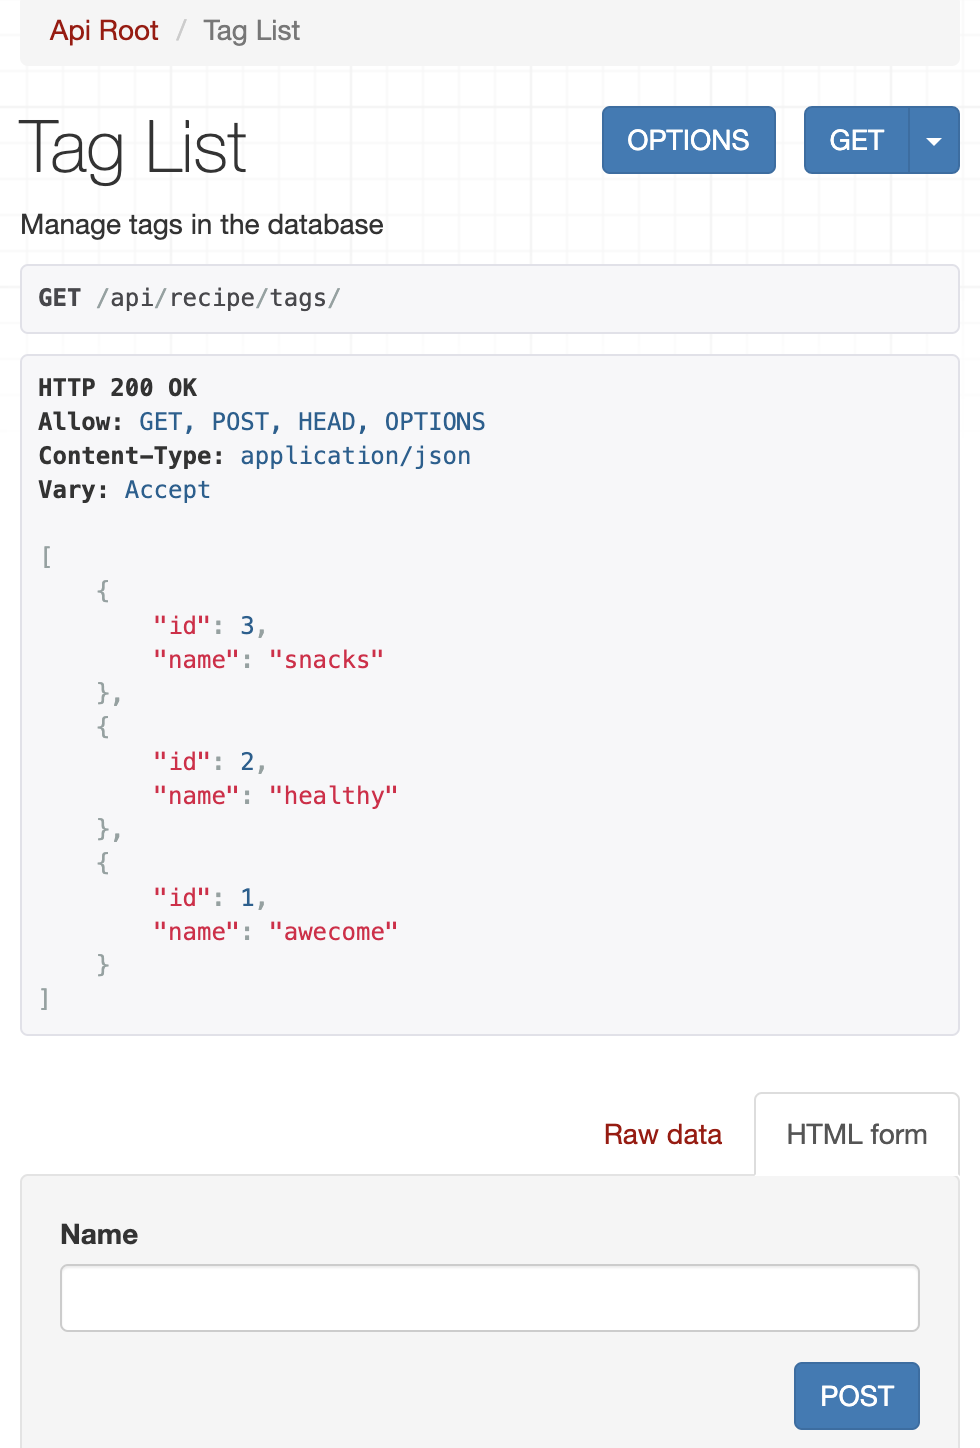 Api Root / Tag List
Tag List
OPTIONS
GET
Manage tags in the database
GET /api/recipe/tags/
HTTP 200 OK
Allow: GET, POST, HEAD, OPTIONS
Content-Type: application/json
Vary: Accept
[
    {
        "id": 3,
        "name": "snacks"
    },
    {
        "id": 2,
        "name": "healthy"
    },
    {
        "id": 1,
        "name": "awecome"
    }
]
Raw data
HTML form
Name
POST